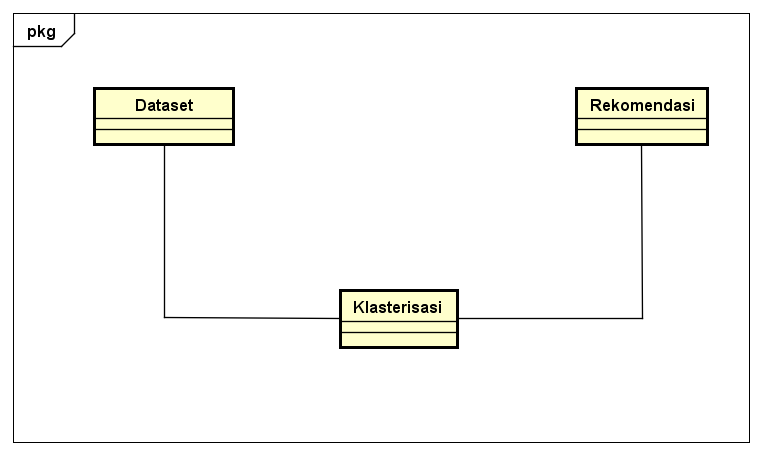 pkg
Dataset
Rekomendasi
Klasterisasi